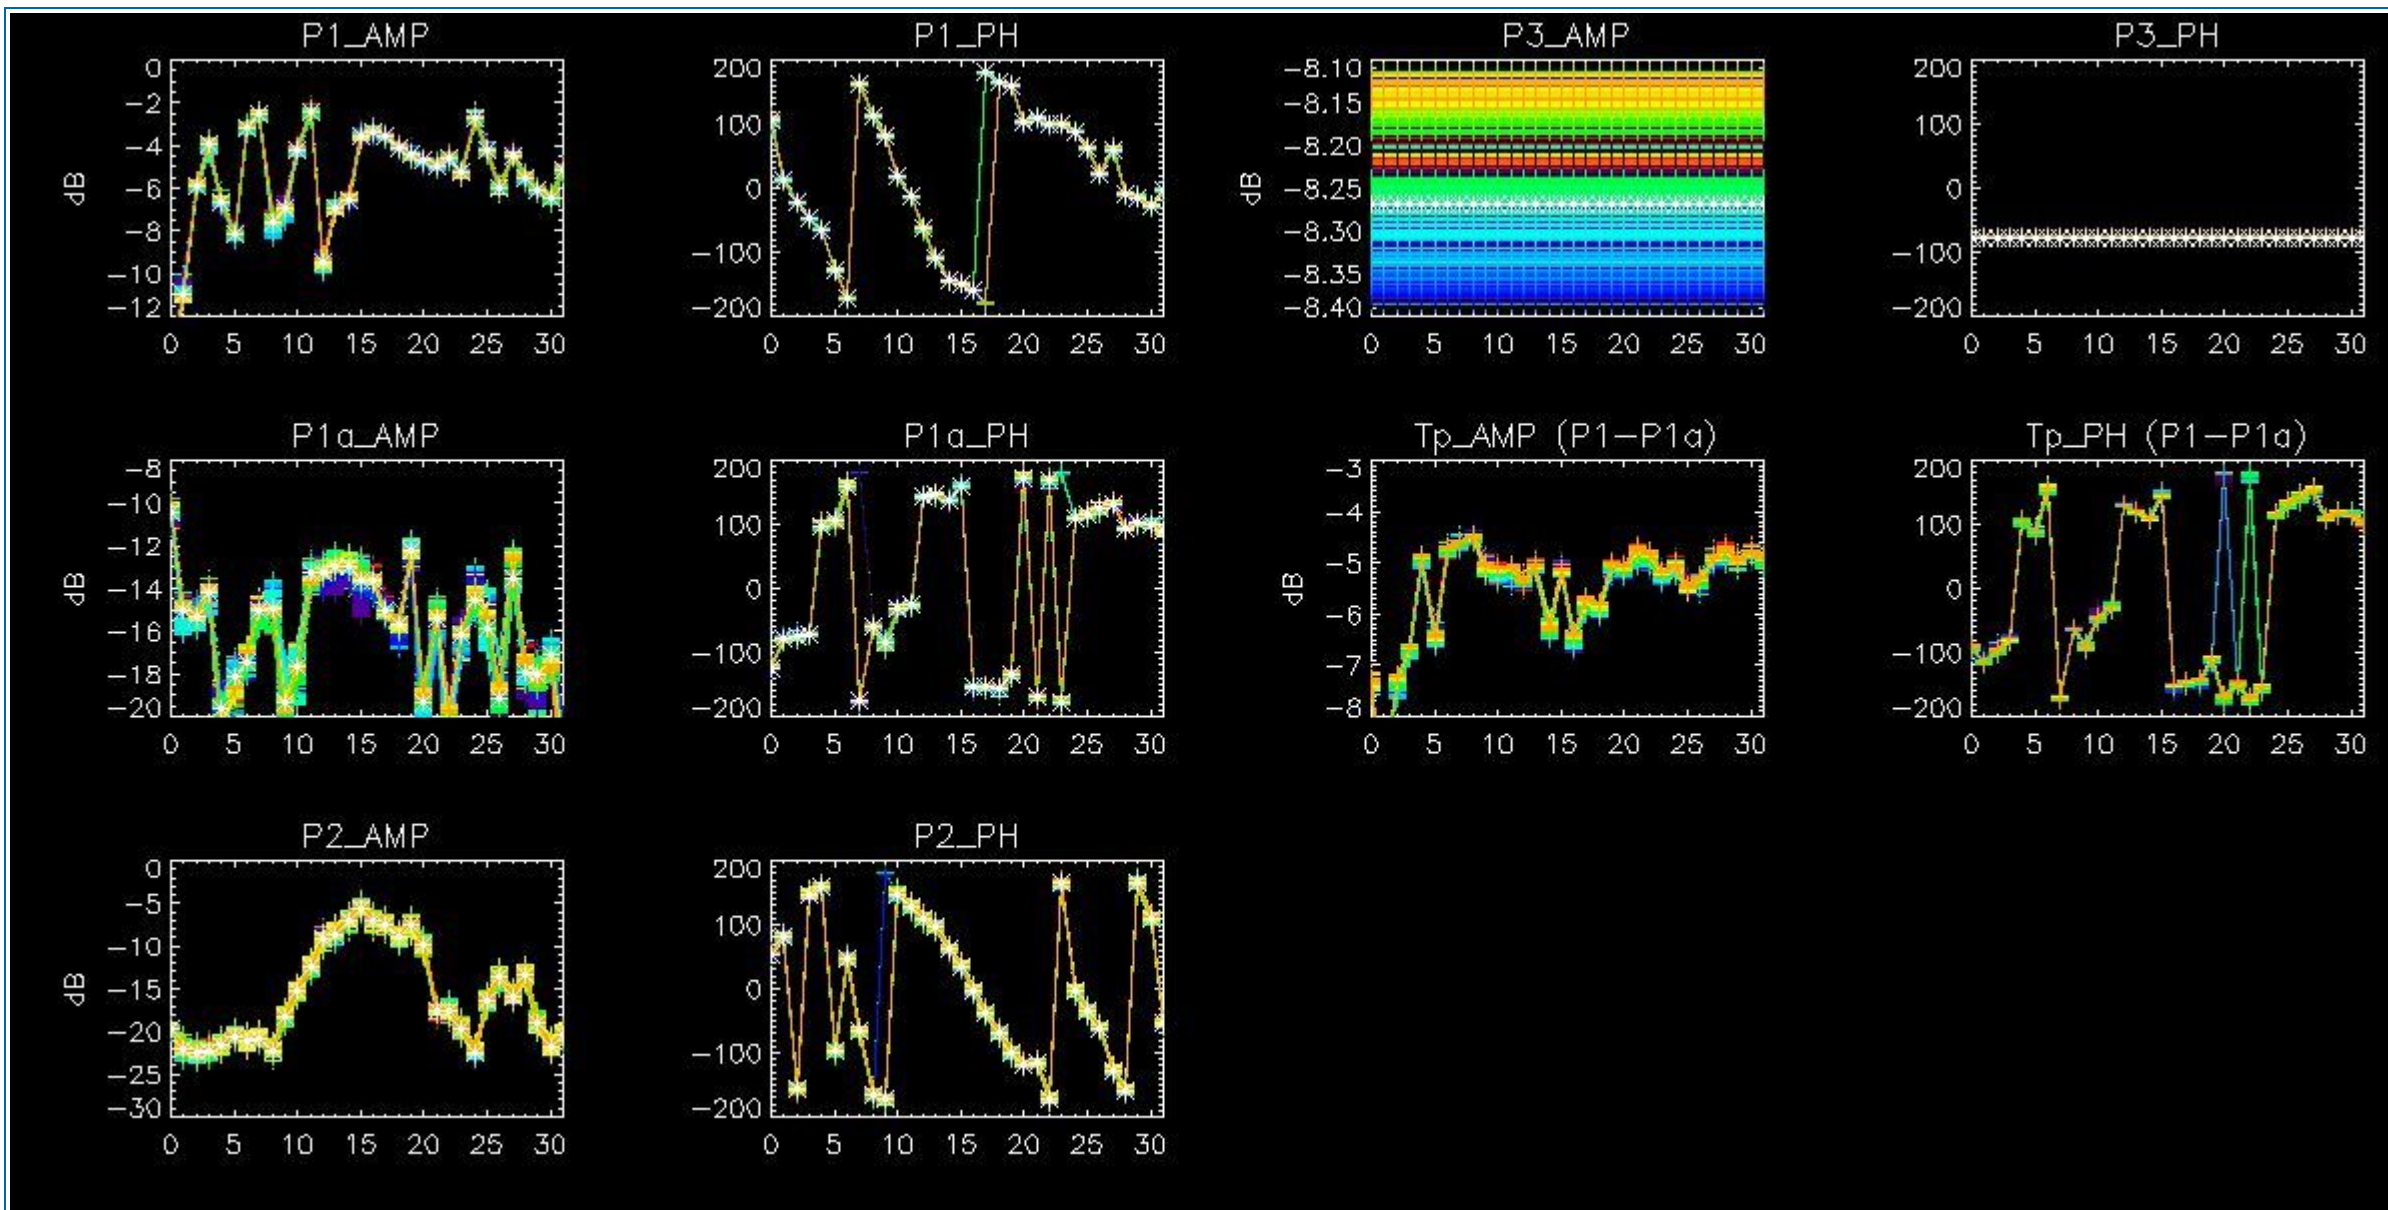 P1_AMP
0
−2
−4
−6
−8
−10
−12
dB
0 5 10 15 20 25 30
P1_PH
200
100
0
−100
−200
0 5 10 15 20 25 30
P3_AMP
−8.10
−8.15
−8.20
−8.25
−8.30
−8.35
−8.40
dB
0 5 10 15 20 25 30
P3_PH
200
100
0
−100
−200
0 5 10 15 20 25 30
P1a_AMP
−8
−10
−12
−14
−16
−18
−20
dB
0 5 10 15 20 25 30
P1a_PH
200
100
0
−100
−200
0 5 10 15 20 25 30
Tp_AMP (P1−P1a)
−3
−4
−5
−6
−7
−8
dB
0 5 10 15 20 25 30
Tp_PH (P1−P1a)
200
100
0
−100
−200
0 5 10 15 20 25 30
P2_AMP
0
−5
−10
−15
−20
−25
−30
dB
0 5 10 15 20 25 30
P2_PH
200
100
0
−100
−200
0 5 10 15 20 25 30